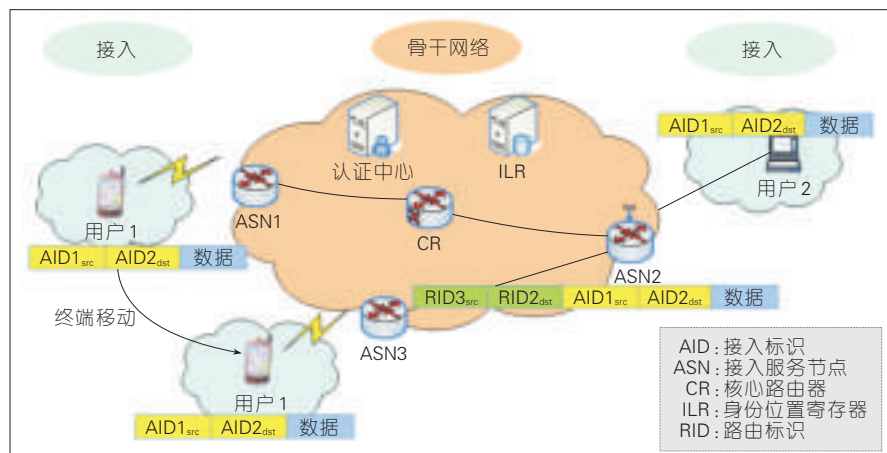 接入
骨干网络
接入
AID1src AID2dst 数据
认证中心
ILR
用户2
ASN1
用户1
CR
ASN2
AID1src AID2dst 数据
RID3src RID2dst AID1src AID2dst 数据
终端移动
ASN3
用户1
AID1src AID2dst 数据
AID:接入标识
ASN:接入服务节点
CR:核心路由器
ILR:身份位置寄存器
RID:路由标识